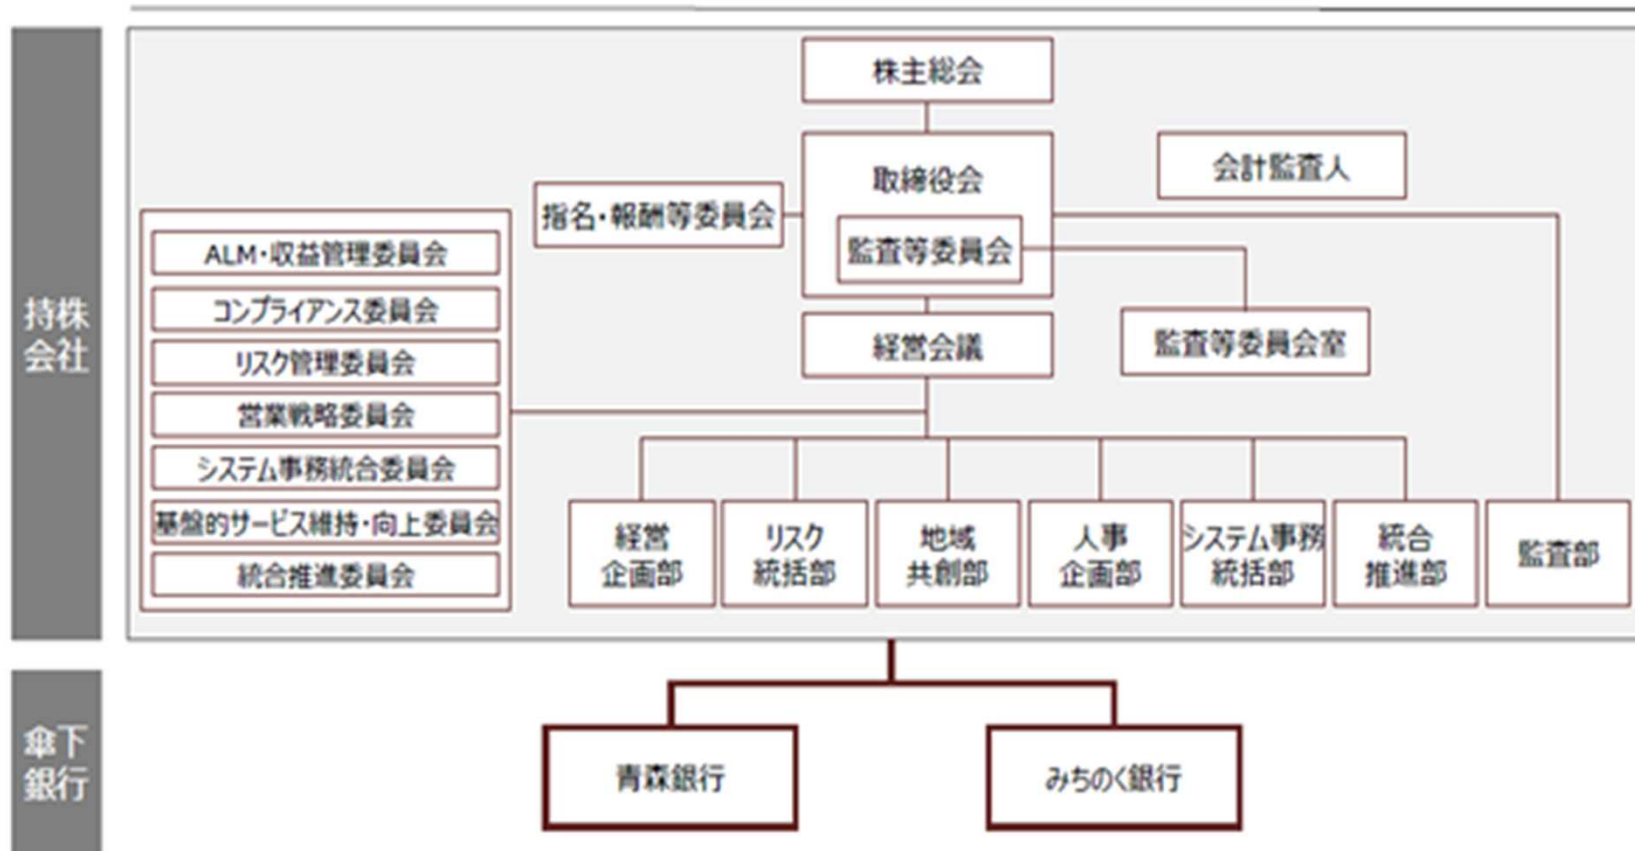 持株
会社
株主総会
取締役会
会計監査人
指名・報酬等委員会
監査等委員会
ALM・収益管理委員会
コンプライアンス委員会
リスク管理委員会
営業戦略委員会
システム事務統合委員会
基盤的サービス維持・向上委員会
統合推進委員会
経営会議
監査等委員会室
経営
企画部
リスク
統括部
地域
共創部
人事
企画部
システム事務
統括部
統合
推進部
監査部
傘下
銀行
青森銀行
みちのく銀行